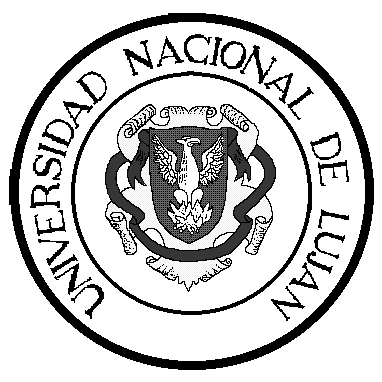 UNIVERSIDAD NACIONAL DE LUJAN